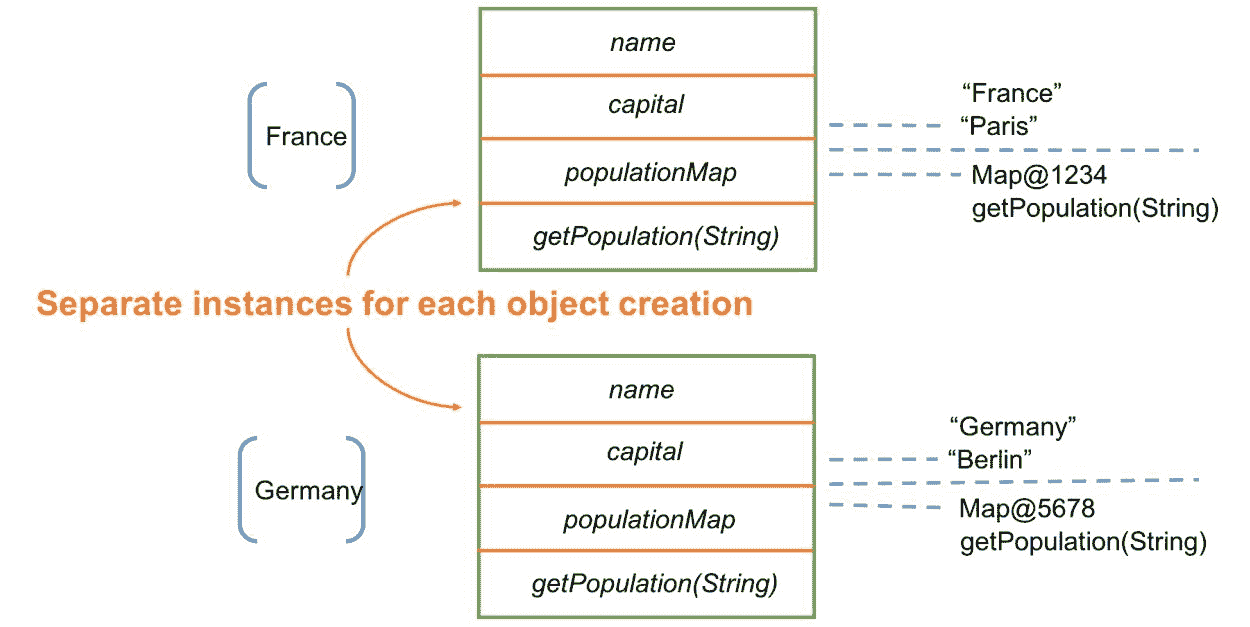 name
capital
populationMap
getPopulation(String)
France
“France”
“Paris”
Map@1234
getPopulation(String)
Separate instances for each object creation
name
capital
populationMap
getPopulation(String)
Germany
“Germany”
“Berlin”
Map@5678
getPopulation(String)